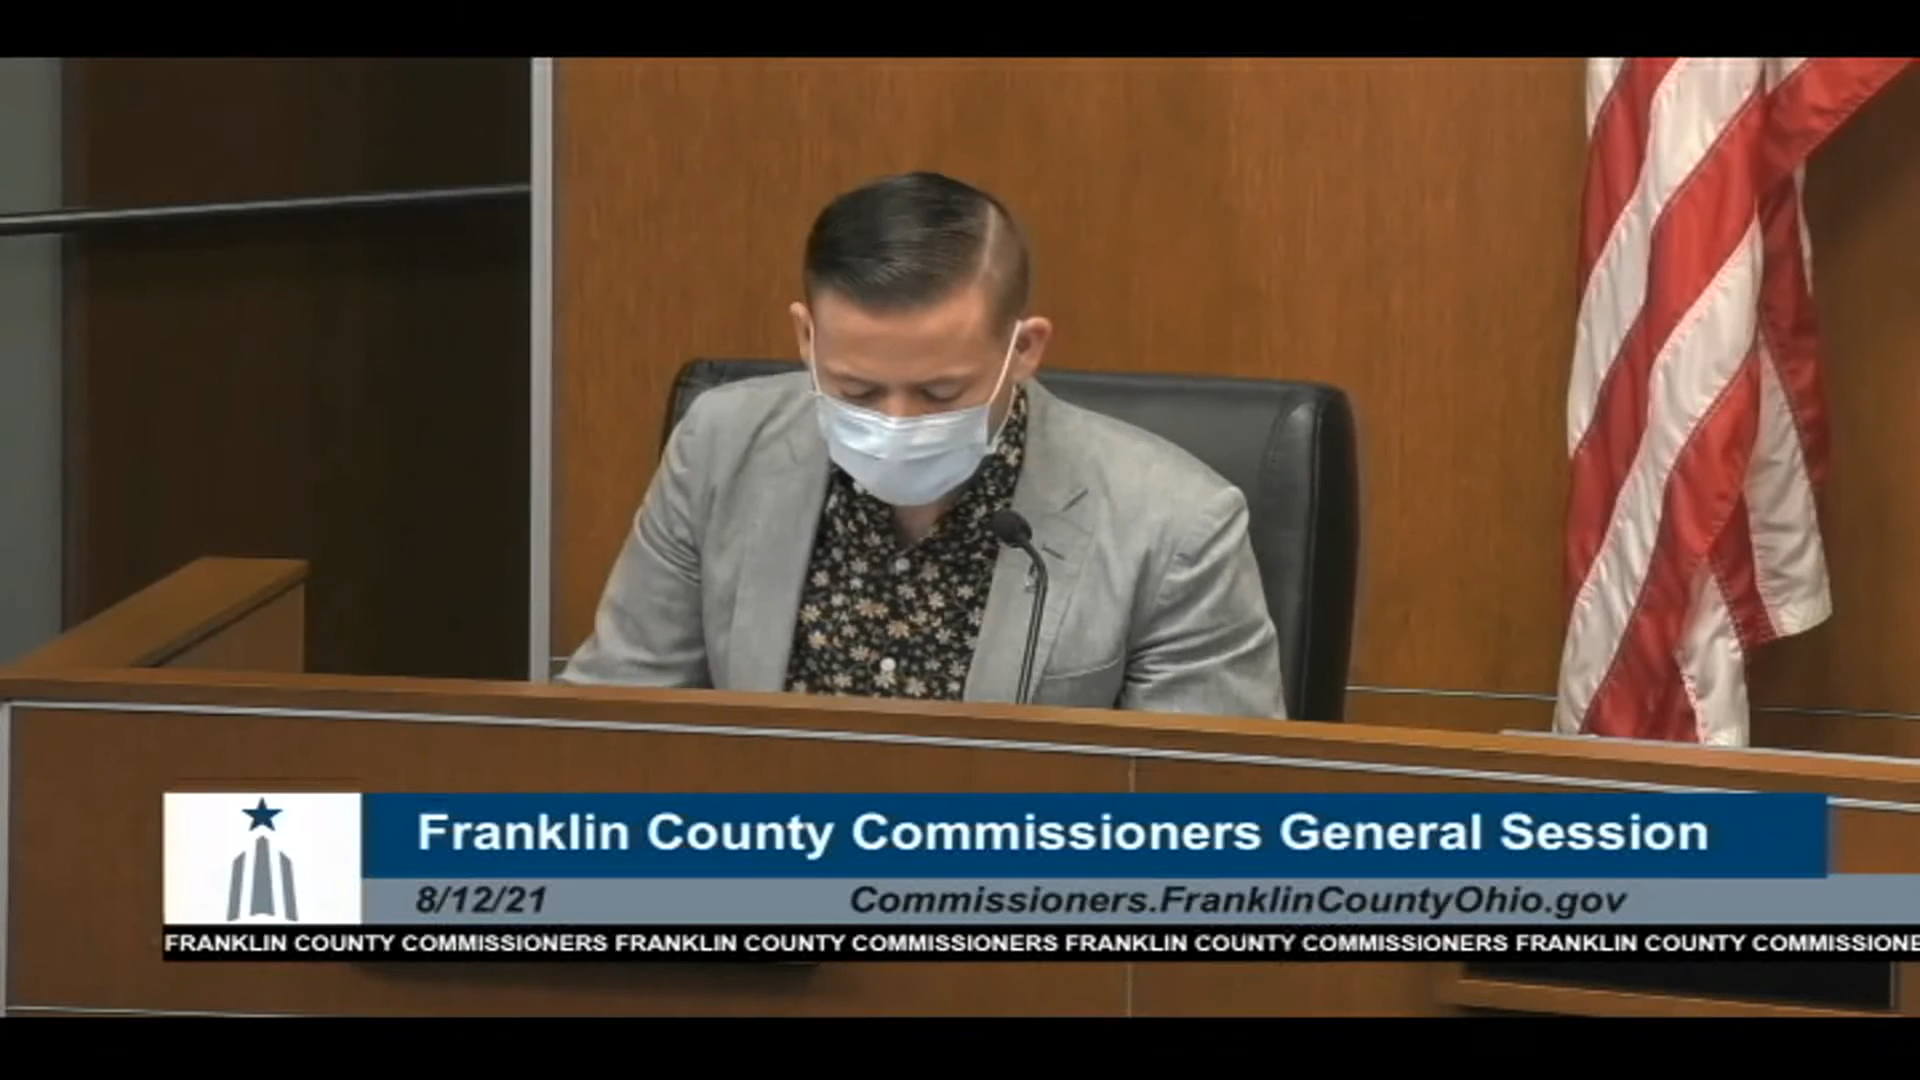 Franklin County Commissioners General Session
8/12/21 Commissioners.FranklinCountyOhio.gov
FRANKLIN COUNTY COMMISSIONERS FRANKLIN COUNTY COMMISSIONERS FRANKLIN COUNTY COMMISSIONERS FRANKLIN COUNTY COMMISSIONE